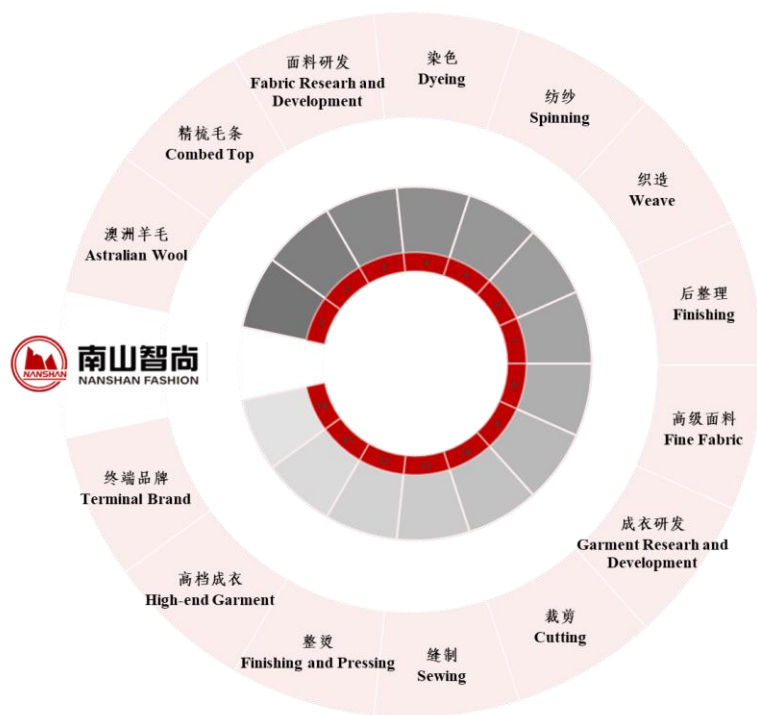 澳洲羊毛
Astralian Wool
精梳毛条
Combed Top
面料研发
Fabric Researh and
Development
染色
Dyeing
纺纱
Spinning
织造
Weave
后整理
Finishing
高级面料
Fine Fabric
成衣研发
Garment Researh and
Development
裁剪
Cutting
缝制
Sewing
整烫
Finishing and Pressing
高档成衣
High-end Garment
终端品牌
Terminal Brand
NANSHAN
南山智尚
NANSHAN FASHION